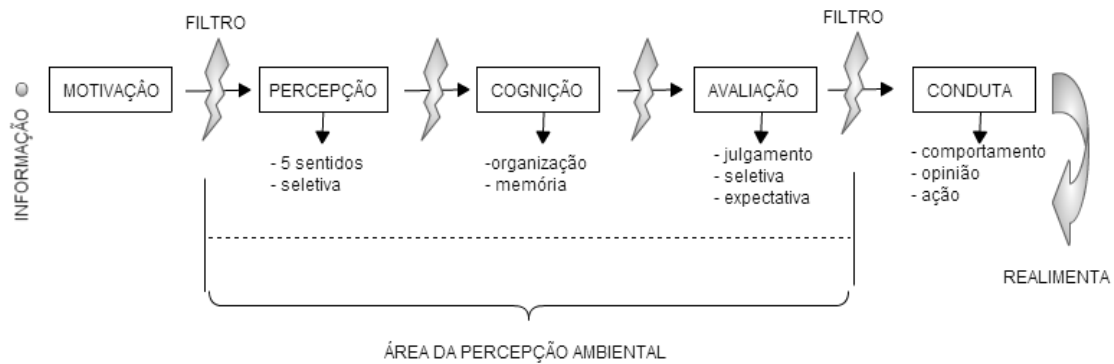 FILTRO
FILTRO
INFORMAÇÃO
MOTIVAÇÂO
PERCEPÇÃO
COGNIÇÃO
AVALIAÇÃO
CONDUTA
- 5 sentidos
- seletiva
-organização
- memória
- julgamento
- seletiva
- expectativa
- comportamento
- opinião
- ação
REALIMENTA
ÁREA DA PERCEPÇÃO AMBIENTAL